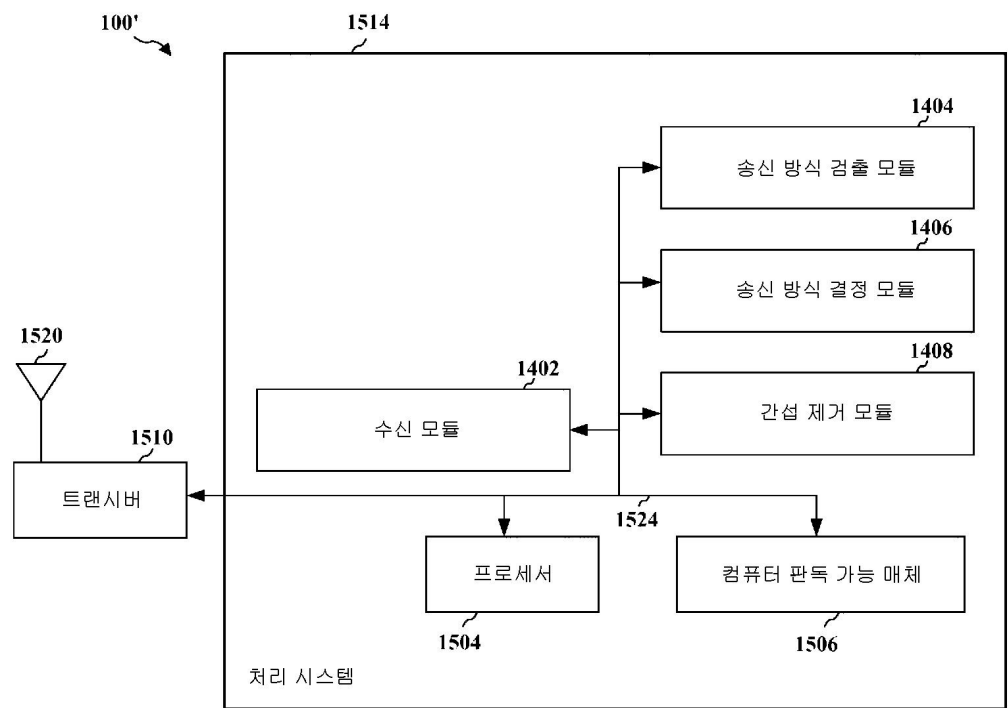 100'
1514
1404
송신 방식 검출 모듈
1406
송신 방식 결정 모듈
1520
1402
1408
수신 모듈
간섭 제거 모듈
1510
트랜시버
1524
프로세서
컴퓨터 판독 가능 매체
1504
1506
처리 시스템